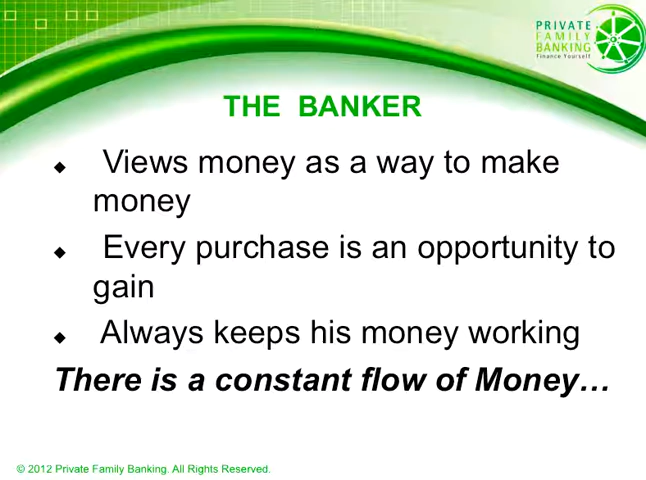 PRIVATE
FAMILY
BANKING
Finance Yourself
THE BANKER
◆ Views money as a way to make
money
◆ Every purchase is an opportunity to
gain
◆ Always keeps his money working
There is a constant flow of Money…
© 2012 Private Family Banking. All Rights Reserved.